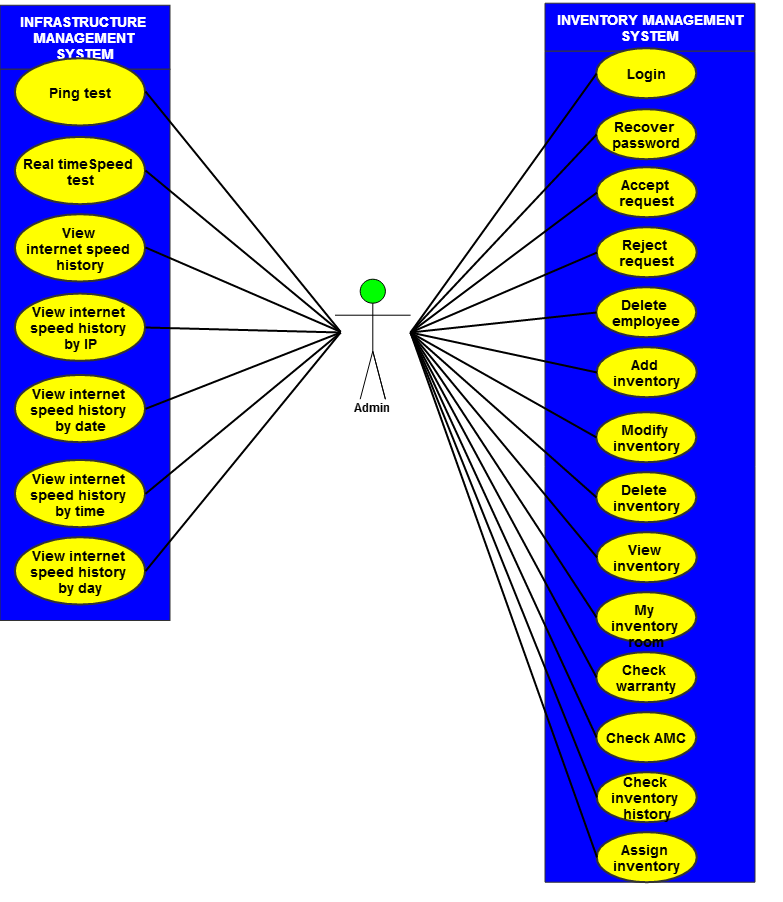 INFRASTRUCTURE
MANAGEMENT
SYSTEM
Ping test
Real timeSpeed
test
View
internet speed
history
View internet
speed history
by IP
View internet
speed history
by date
View internet
speed history
by time
View internet
speed history
by day
Admin
INVENTORY MANAGEMENT
SYSTEM
Login
Recover
password
Accept
request
Reject
request
Delete
employee
Add
inventory
Modify
inventory
Delete
inventory
View
inventory
My
inventory
room
Check
warranty
Check AMC
Check
inventory
history
Assign
inventory